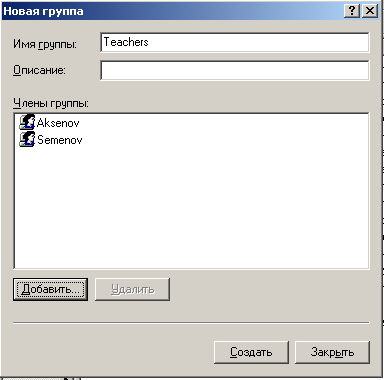 Новая группа
Имя группы: Teachers
Описание:
Члены группы:
Aksenov
Semenov
Добавить... Удалить
Создать Закрыть